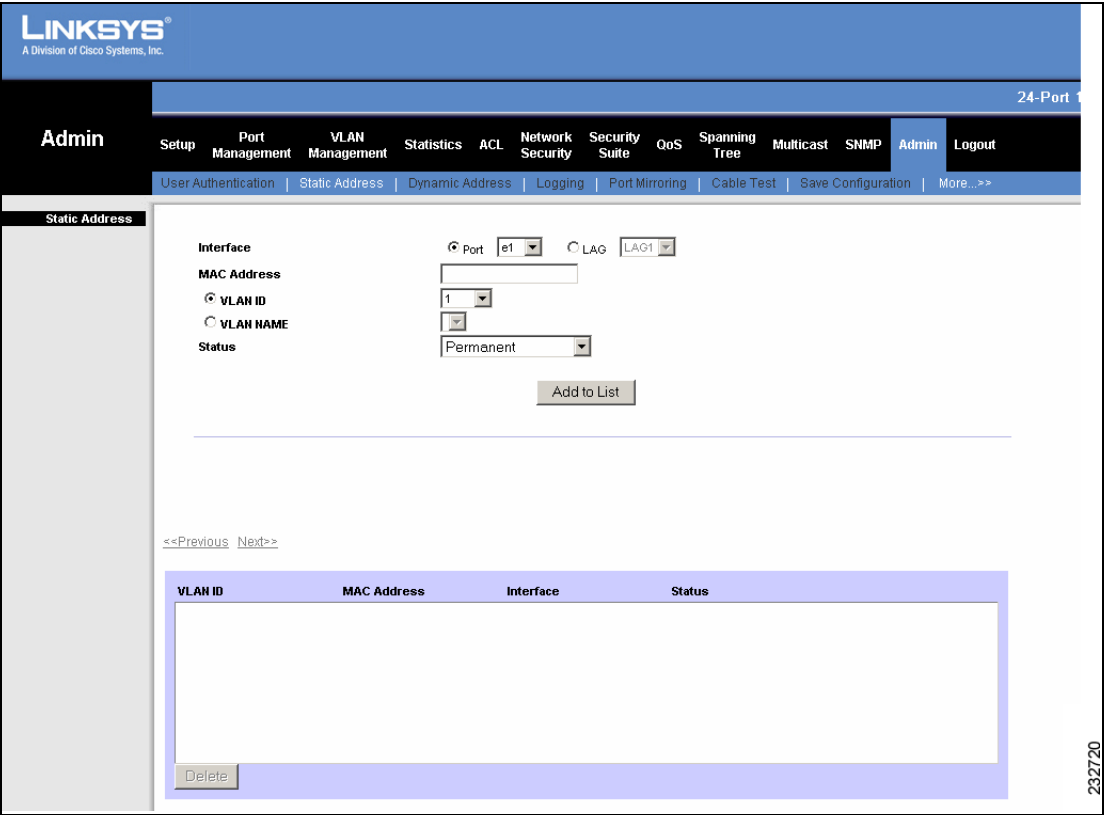 LINKSYS®
A Division of Cisco Systems, Inc.
24-Port 1
Admin
Setup Port Management VLAN Management Statistics ACL Network Security Security Suite QoS Spanning Tree Multicast SNMP Admin Logout
User Authentication | Static Address | Dynamic Address | Logging | Port Mirroring | Cable Test | Save Configuration | More...>>
Static Address
Interface Port e1 LAG LAG1
MAC Address
VLAN ID 1
VLAN NAME
Status Permanent
Add to List
<<Previous Next>>
VLAN ID MAC Address Interface Status
Delete
232720